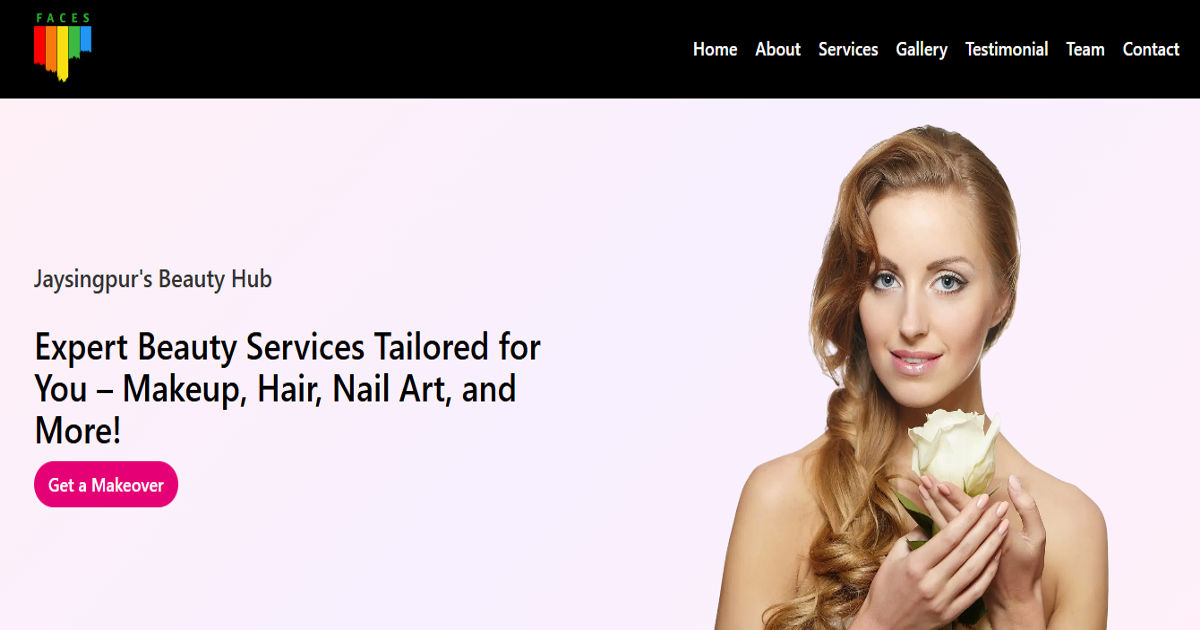 FACES
Home About Services Gallery Testimonial Team Contact
Jaysingpur's Beauty Hub
Expert Beauty Services Tailored for
You – Makeup, Hair, Nail Art, and
More!
Get a Makeover